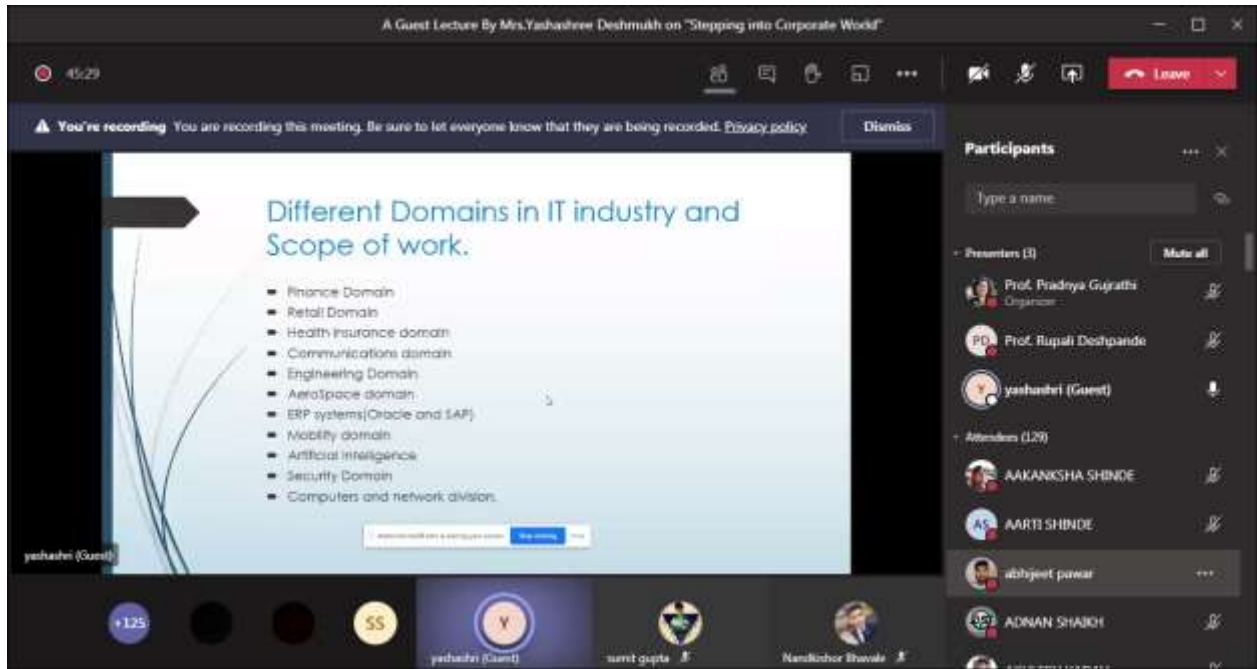 A Guest Lecture By Mrs.Yashashree Deshmukh on "Stepping into Corporate World"
45:29
Leave
You're recording You are recording this meeting. Be sure to let everyone know that they are being recorded. Privacy policy
Dismiss
Different Domains in IT industry and
Scope of work.
Finance Domain
Retail Domain
Health insurance domain
Communications domain
Engineering Domain
AeroSpace domain
ERP systems(Oracle and SAP)
Mobility domain
Artificial Intelligence
Security Domain
Computers and network division.
Stop sharing
yashashri (Guest)
+125
SS
Y
yashashri (Guest)
sumit gupta
Nandkishor Bhavale
Participants
Type a name
Presenters (3)
Mute all
Prof. Pradnya Gujrathi
Organizer
PD
Prof. Rupali Deshpande
Y
yashashri (Guest)
Attendees (129)
AAKANKSHA SHINDE
AS
AARTI SHINDE
abhijeet pawar
ADNAN SHAIKH